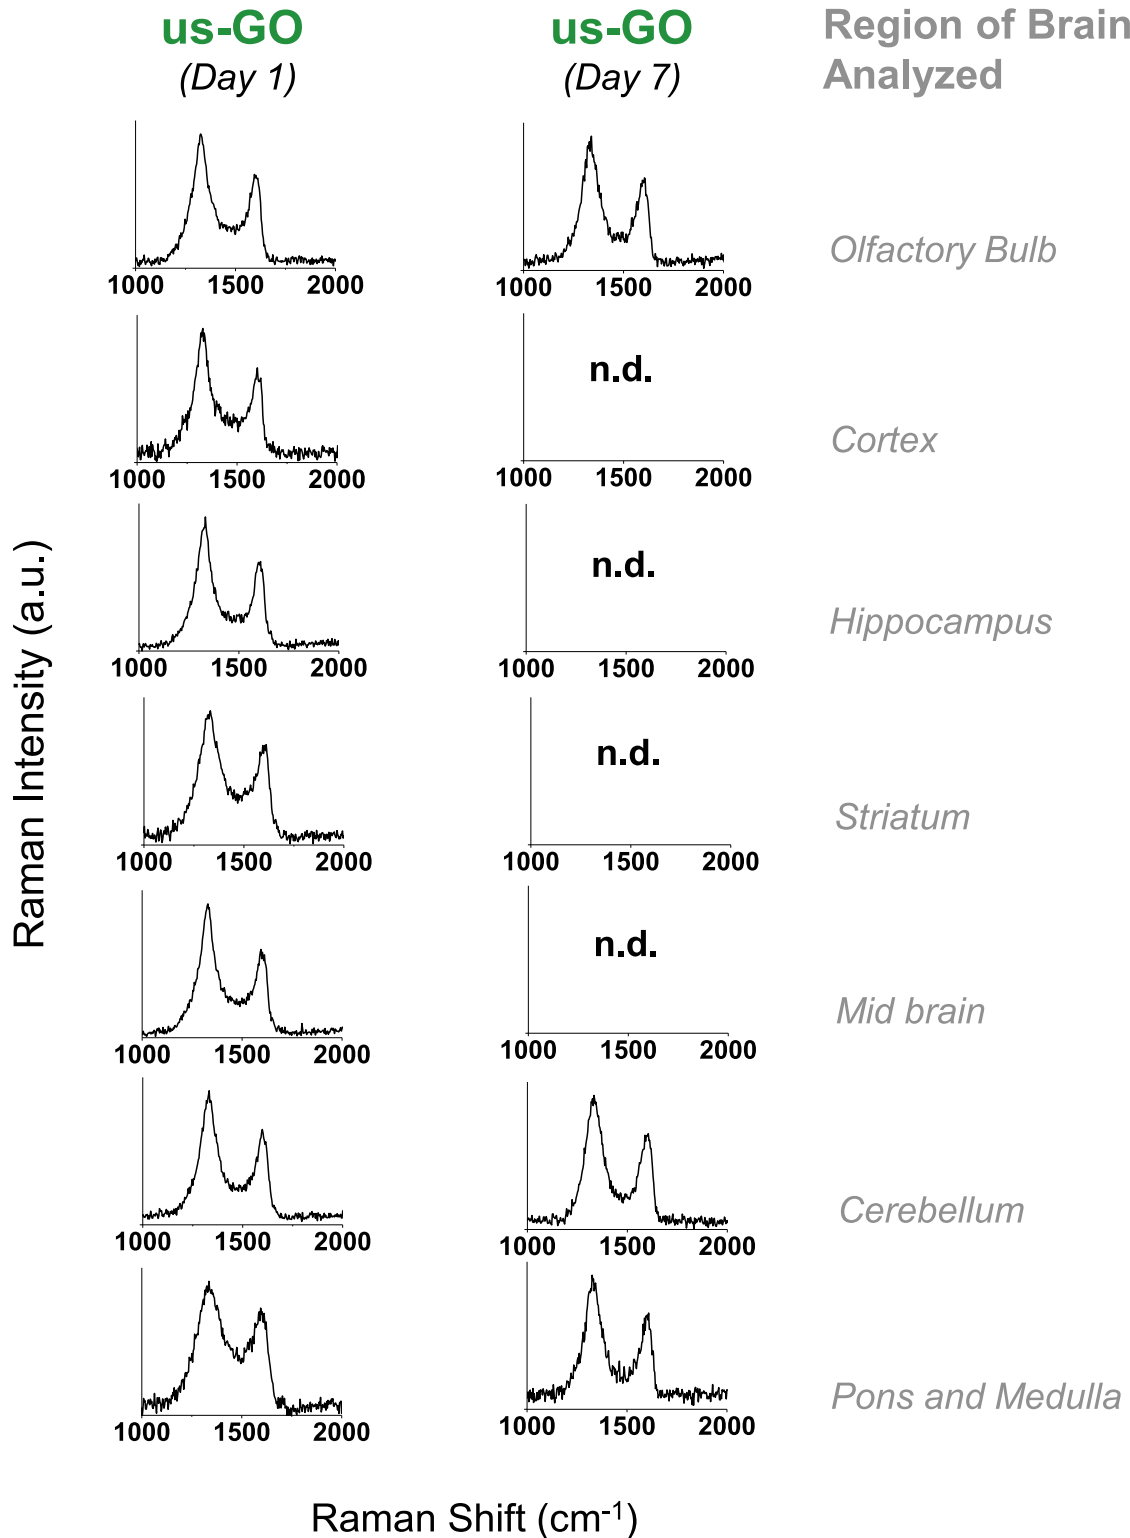 us-GO us-GO Region of Brain
(Day 1) (Day 7) Analyzed
1000 1500 2000 1000 1500 2000 Olfactory Bulb
n.d.
Cortex
1000 1500 2000 1000 1500 2000
n.d.
Hippocampus
1000 1500 2000 1000 1500 2000
n.d.
Striatum
1000 1500 2000 1000 1500 2000
n.d.
Mid brain
1000 1500 2000 1000 1500 2000
Cerebellum
1000 1500 2000 1000 1500 2000
Pons and Medulla
1000 1500 2000 1000 1500 2000
Raman Intensity (a.u.)
Raman Shift (cm⁻¹)